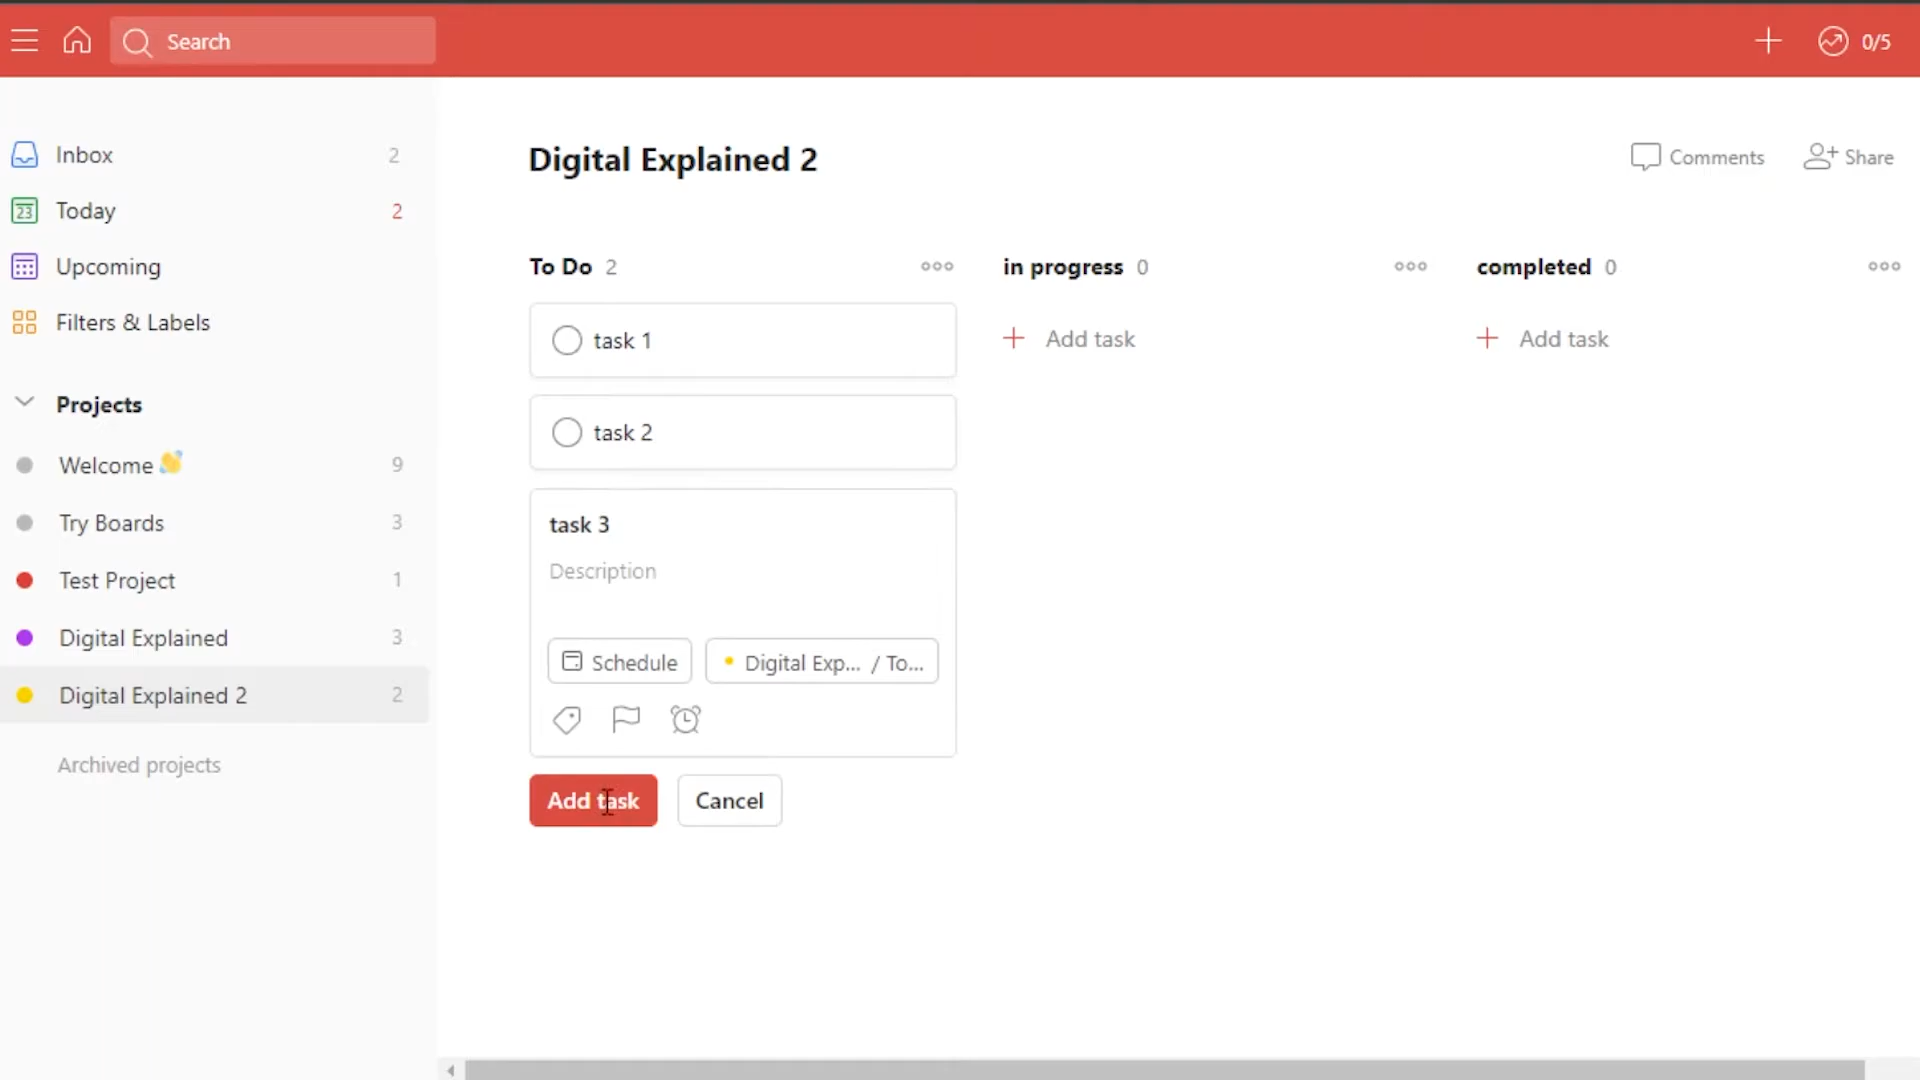 Search
0/5
Inbox 2
23 Today 2
Upcoming
Filters & Labels
Projects
Welcome 👋 9
Try Boards 3
Test Project 1
Digital Explained 3
Digital Explained 2 2
Archived projects
Digital Explained 2
Comments Share
To Do 2
task 1
task 2
task 3
Description
Schedule Digital Exp... / To...
Add task Cancel
in progress 0
+ Add task
completed 0
+ Add task